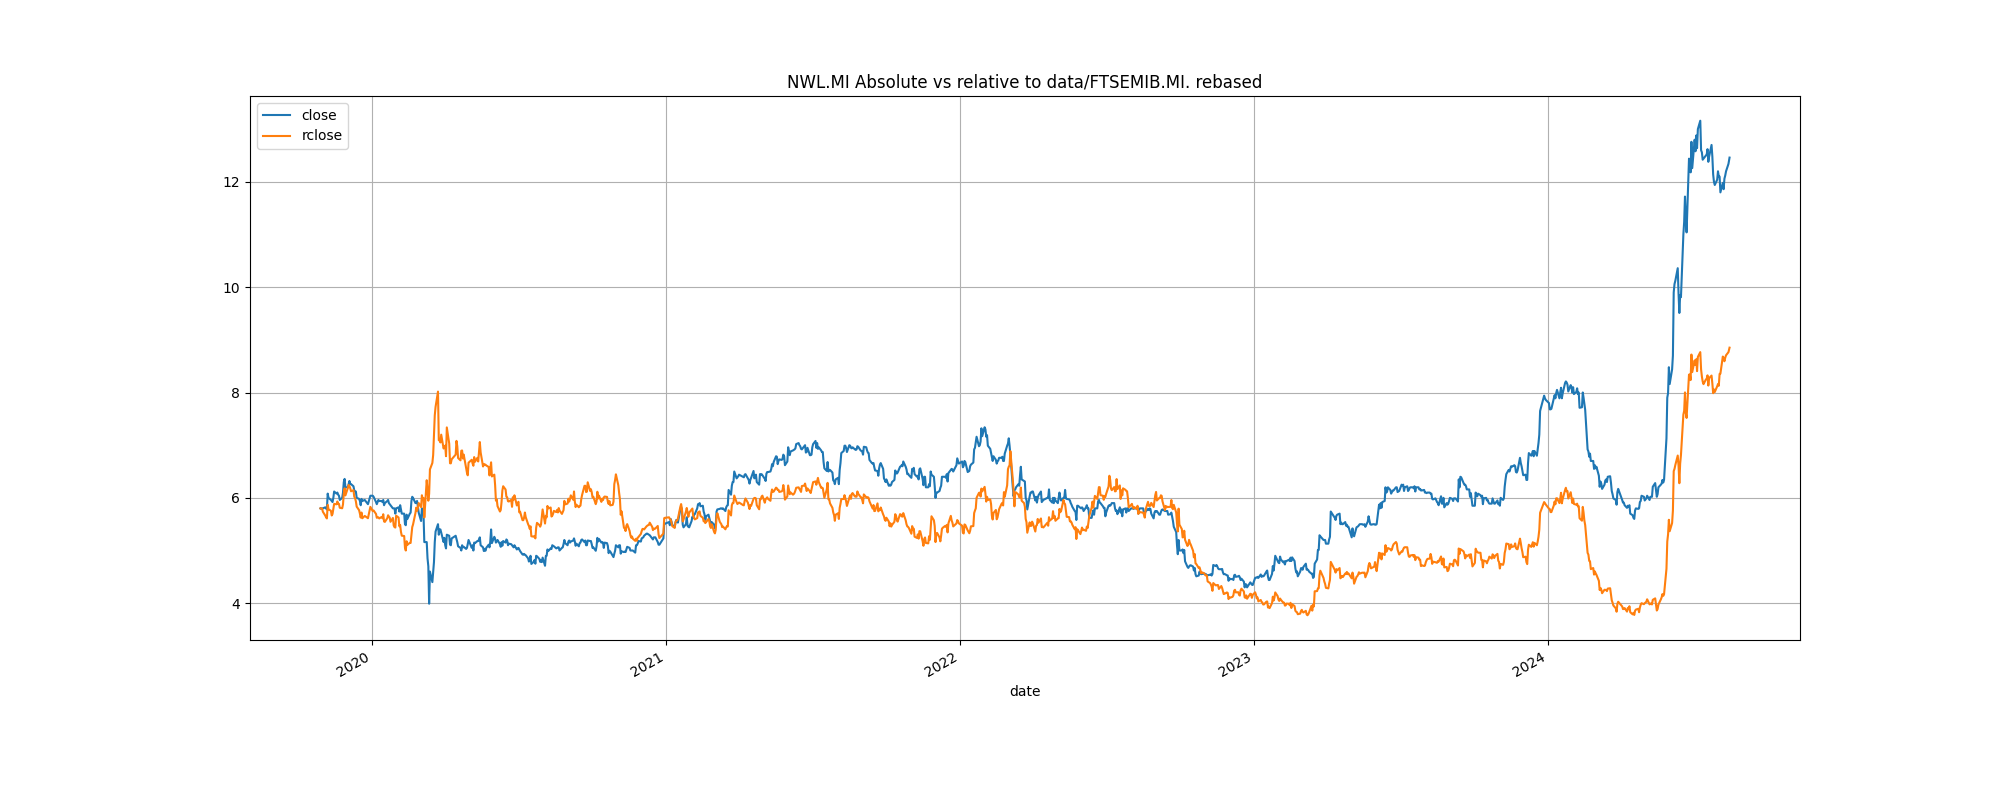 NWL.MI Absolute vs relative to data/FTSEMIB.MI. rebased
close
rclose
12
10
8
6
4
2020
2021
2022
2023
2024
date